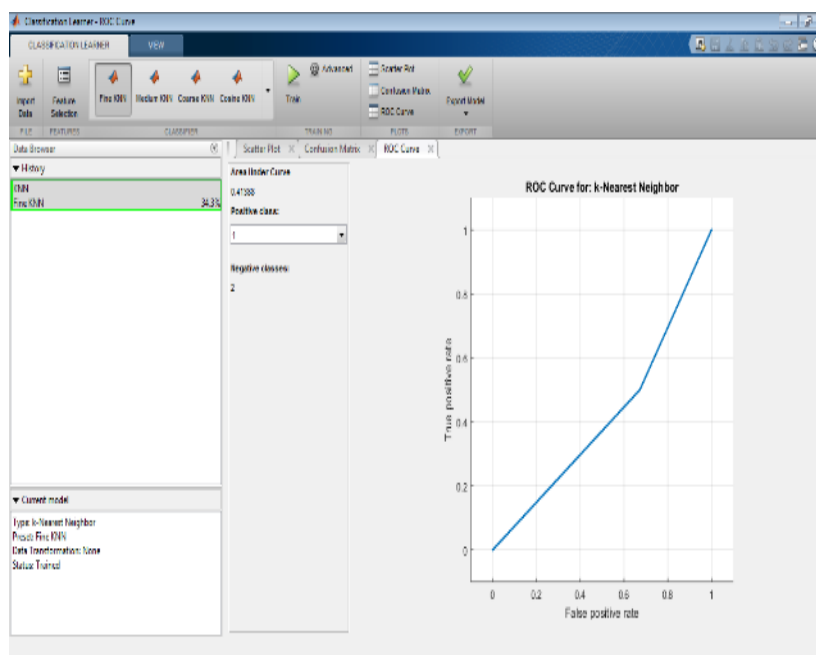 Classification Learner - ROC Curve
CLASSIFICATION LEARNER VIEW
Import Data
Feature Selection
Fine KNN
Medium KNN
Coarse KNN
Cosine KNN
Train
Advanced
Scatter Plot
Confusion Matrix
ROC Curve
Export Model
FILE FEATURES CLASSIFIER TRAINING PLOTS EXPORT
Data Browser
Scatter Plot Confusion Matrix ROC Curve
History
KNN
Fine KNN 34.3%
Area Under Curve
Positive class:
1
Negative classes:
2
Current model
Type: k-Nearest Neighbor
Preset: Fine KNN
Data Transformation: None
Status: Trained
ROC Curve for: k-Nearest Neighbor
True positive rate
1
0.8
0.6
0.4
0.2
0
0 0.2 0.4 0.6 0.8 1
False positive rate